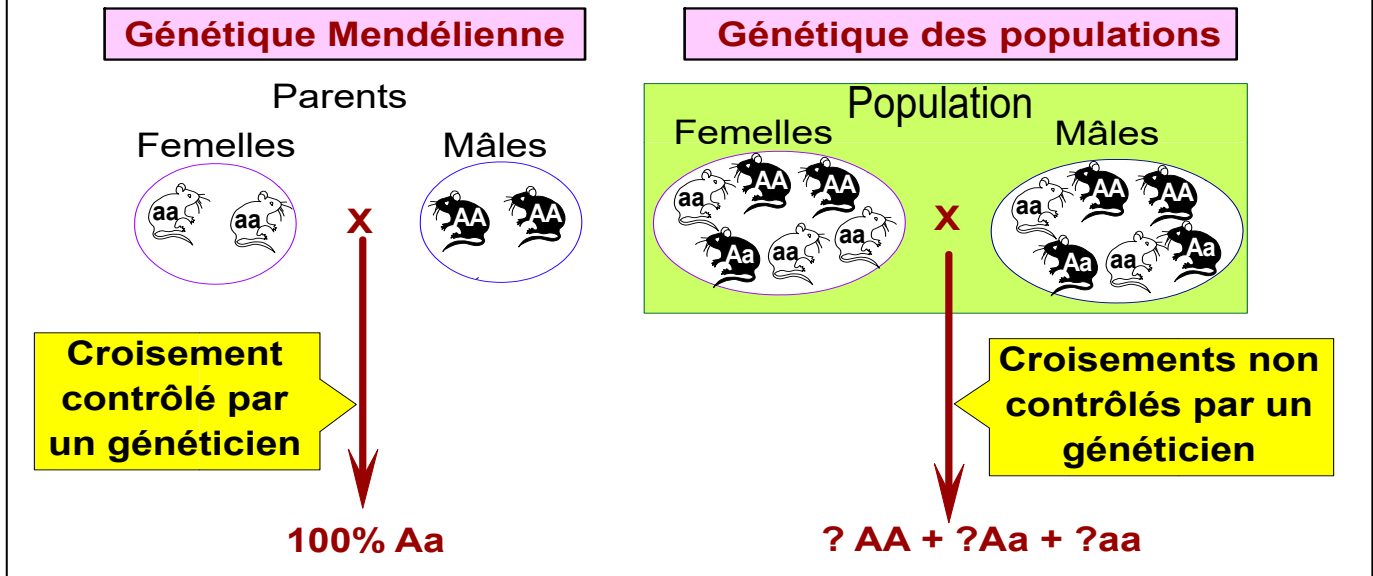 Génétique Mendélienne
Parents
Femelles Mâles
aa aa X AA AA
Croisement
contrôlé par
un généticien
100% Aa
Génétique des populations
Population
Femelles Mâles
aa AA AA
Aa aa aa
X
aa AA AA
Aa aa Aa
Croisements non
contrôlés par un
généticien
? AA + ?Aa + ?aa